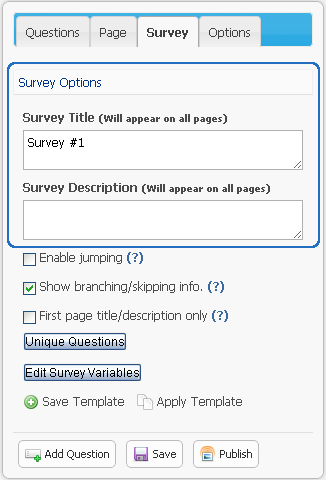 Questions Page Survey Options
Survey Options
Survey Title (Will appear on all pages)
Survey #1
Survey Description (Will appear on all pages)
Enable jumping (?)
Show branching/skipping info. (?)
First page title/description only (?)
Unique Questions
Edit Survey Variables
Save Template Apply Template
Add Question Save Publish